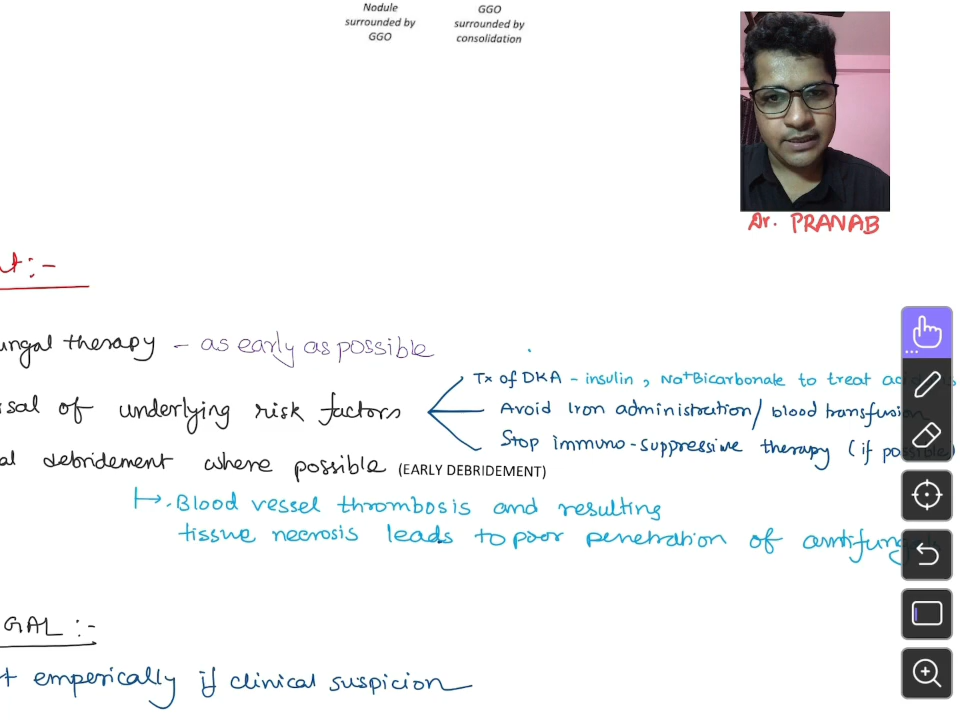 Nodule
surrounded by
GGO
GGO
surrounded by
consolidation
Dr. PRANAB
t:-
ungal therapy - as early as possible
Tx of DKA - insulin, Na+Bicarbonate to treat
sal of underlying risk factors
Avoid Iron administration/ blood transfusion
Stop immuno-suppressive therapy (if possible)
al debridement where possible (EARLY DEBRIDEMENT)
Blood vessel thrombosis and resulting
tissue necrosis leads to poor penetration of antifungals
GAL :-
t emperically if clinical suspicion